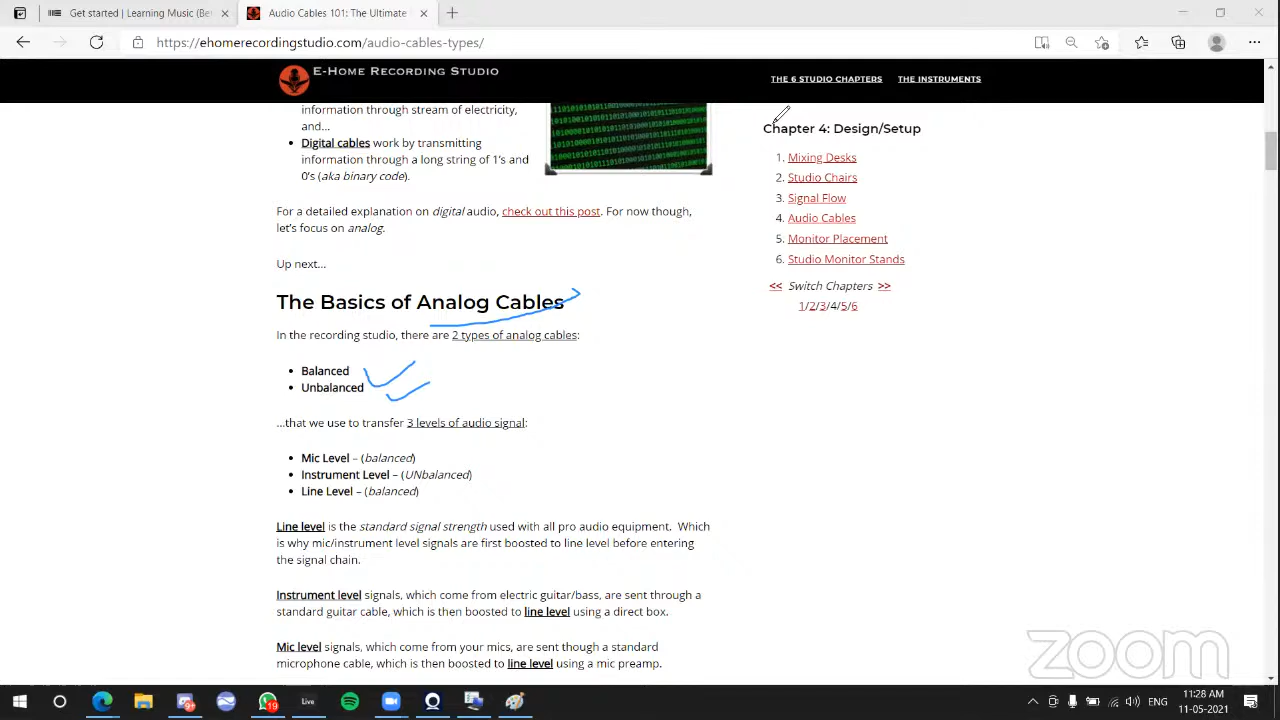 Get started | Learning Music (Be
Audio Cables 101: The Ultimate
https://ehomerecordingstudio.com/audio-cables-types/
E-Home Recording Studio
THE 6 STUDIO CHAPTERS
THE INSTRUMENTS
information through stream of electricity,
and...
Digital cables work by transmitting
information through a long string of 1's and
0's (aka binary code).
For a detailed explanation on digital audio, check out this post. For now though,
let's focus on analog.
Up next...
The Basics of Analog Cables
In the recording studio, there are 2 types of analog cables:
Balanced
Unbalanced
...that we use to transfer 3 levels of audio signal:
Mic Level – (balanced)
Instrument Level – (UNbalanced)
Line Level – (balanced)
Line level is the standard signal strength used with all pro audio equipment. Which
is why mic/instrument level signals are first boosted to line level before entering
the signal chain.
Instrument level signals, which come from electric guitar/bass, are sent through a
standard guitar cable, which is then boosted to line level using a direct box.
Mic level signals, which come from your mics, are sent though a standard
microphone cable, which is then boosted to line level using a mic preamp.
Chapter 4: Design/Setup
1. Mixing Desks
2. Studio Chairs
3. Signal Flow
4. Audio Cables
5. Monitor Placement
6. Studio Monitor Stands
<< Switch Chapters >>
1/2/3/4/5/6
zoom
9+
19
Live
ENG
11:28 AM
11-05-2021